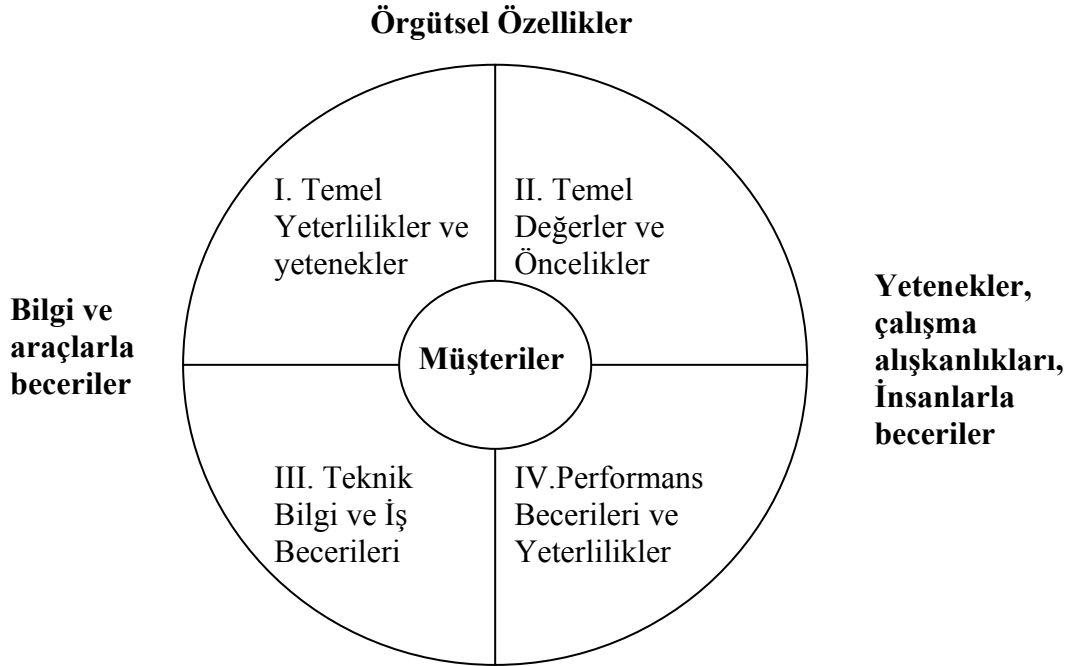 Örgütsel Özellikler
I. Temel
Yeterlilikler ve
yetenekler
II. Temel
Değerler ve
Öncelikler
Bilgi ve
araçlarla
beceriler
Müşteriler
Yetenekler,
çalışma
alışkanlıkları,
İnsanlarla
beceriler
III. Teknik
Bilgi ve İş
Becerileri
IV.Performans
Becerileri ve
Yeterlilikler